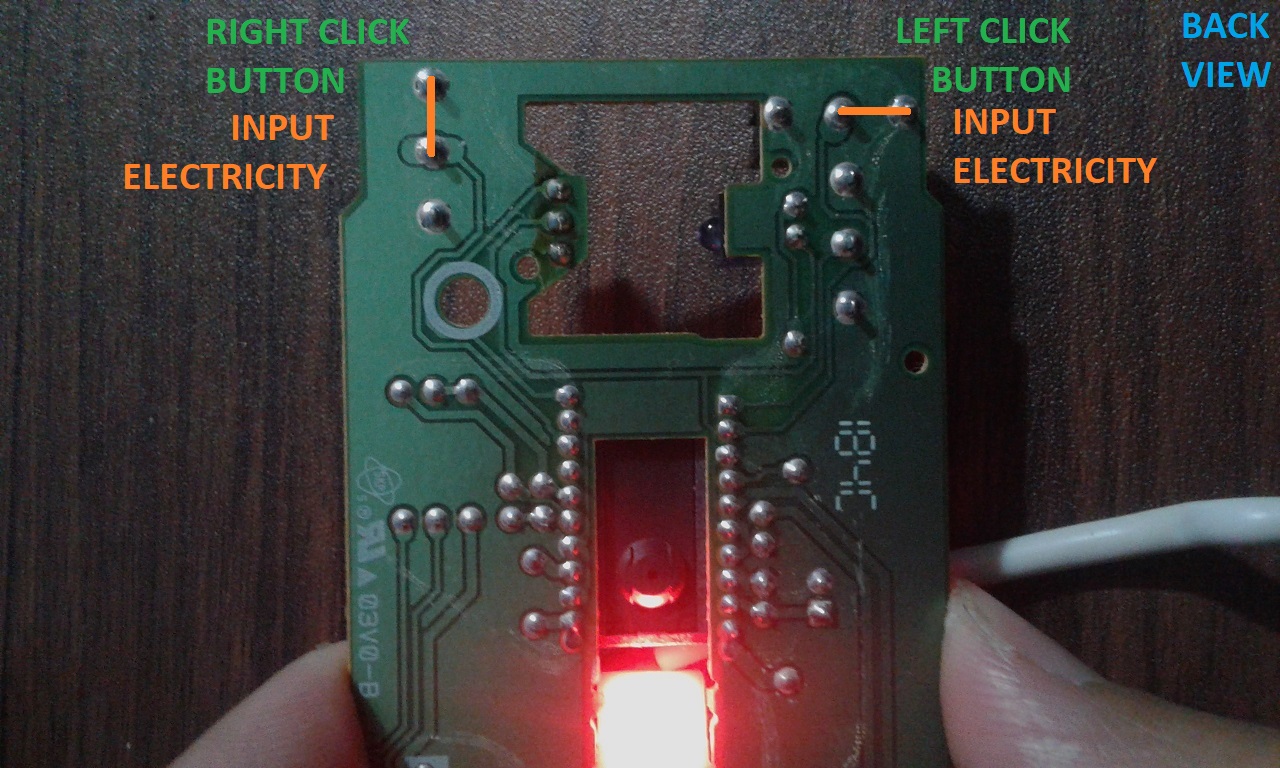 RIGHT CLICK
BUTTON
INPUT
ELECTRICITY
LEFT CLICK
BUTTON
INPUT
ELECTRICITY
BACK
VIEW